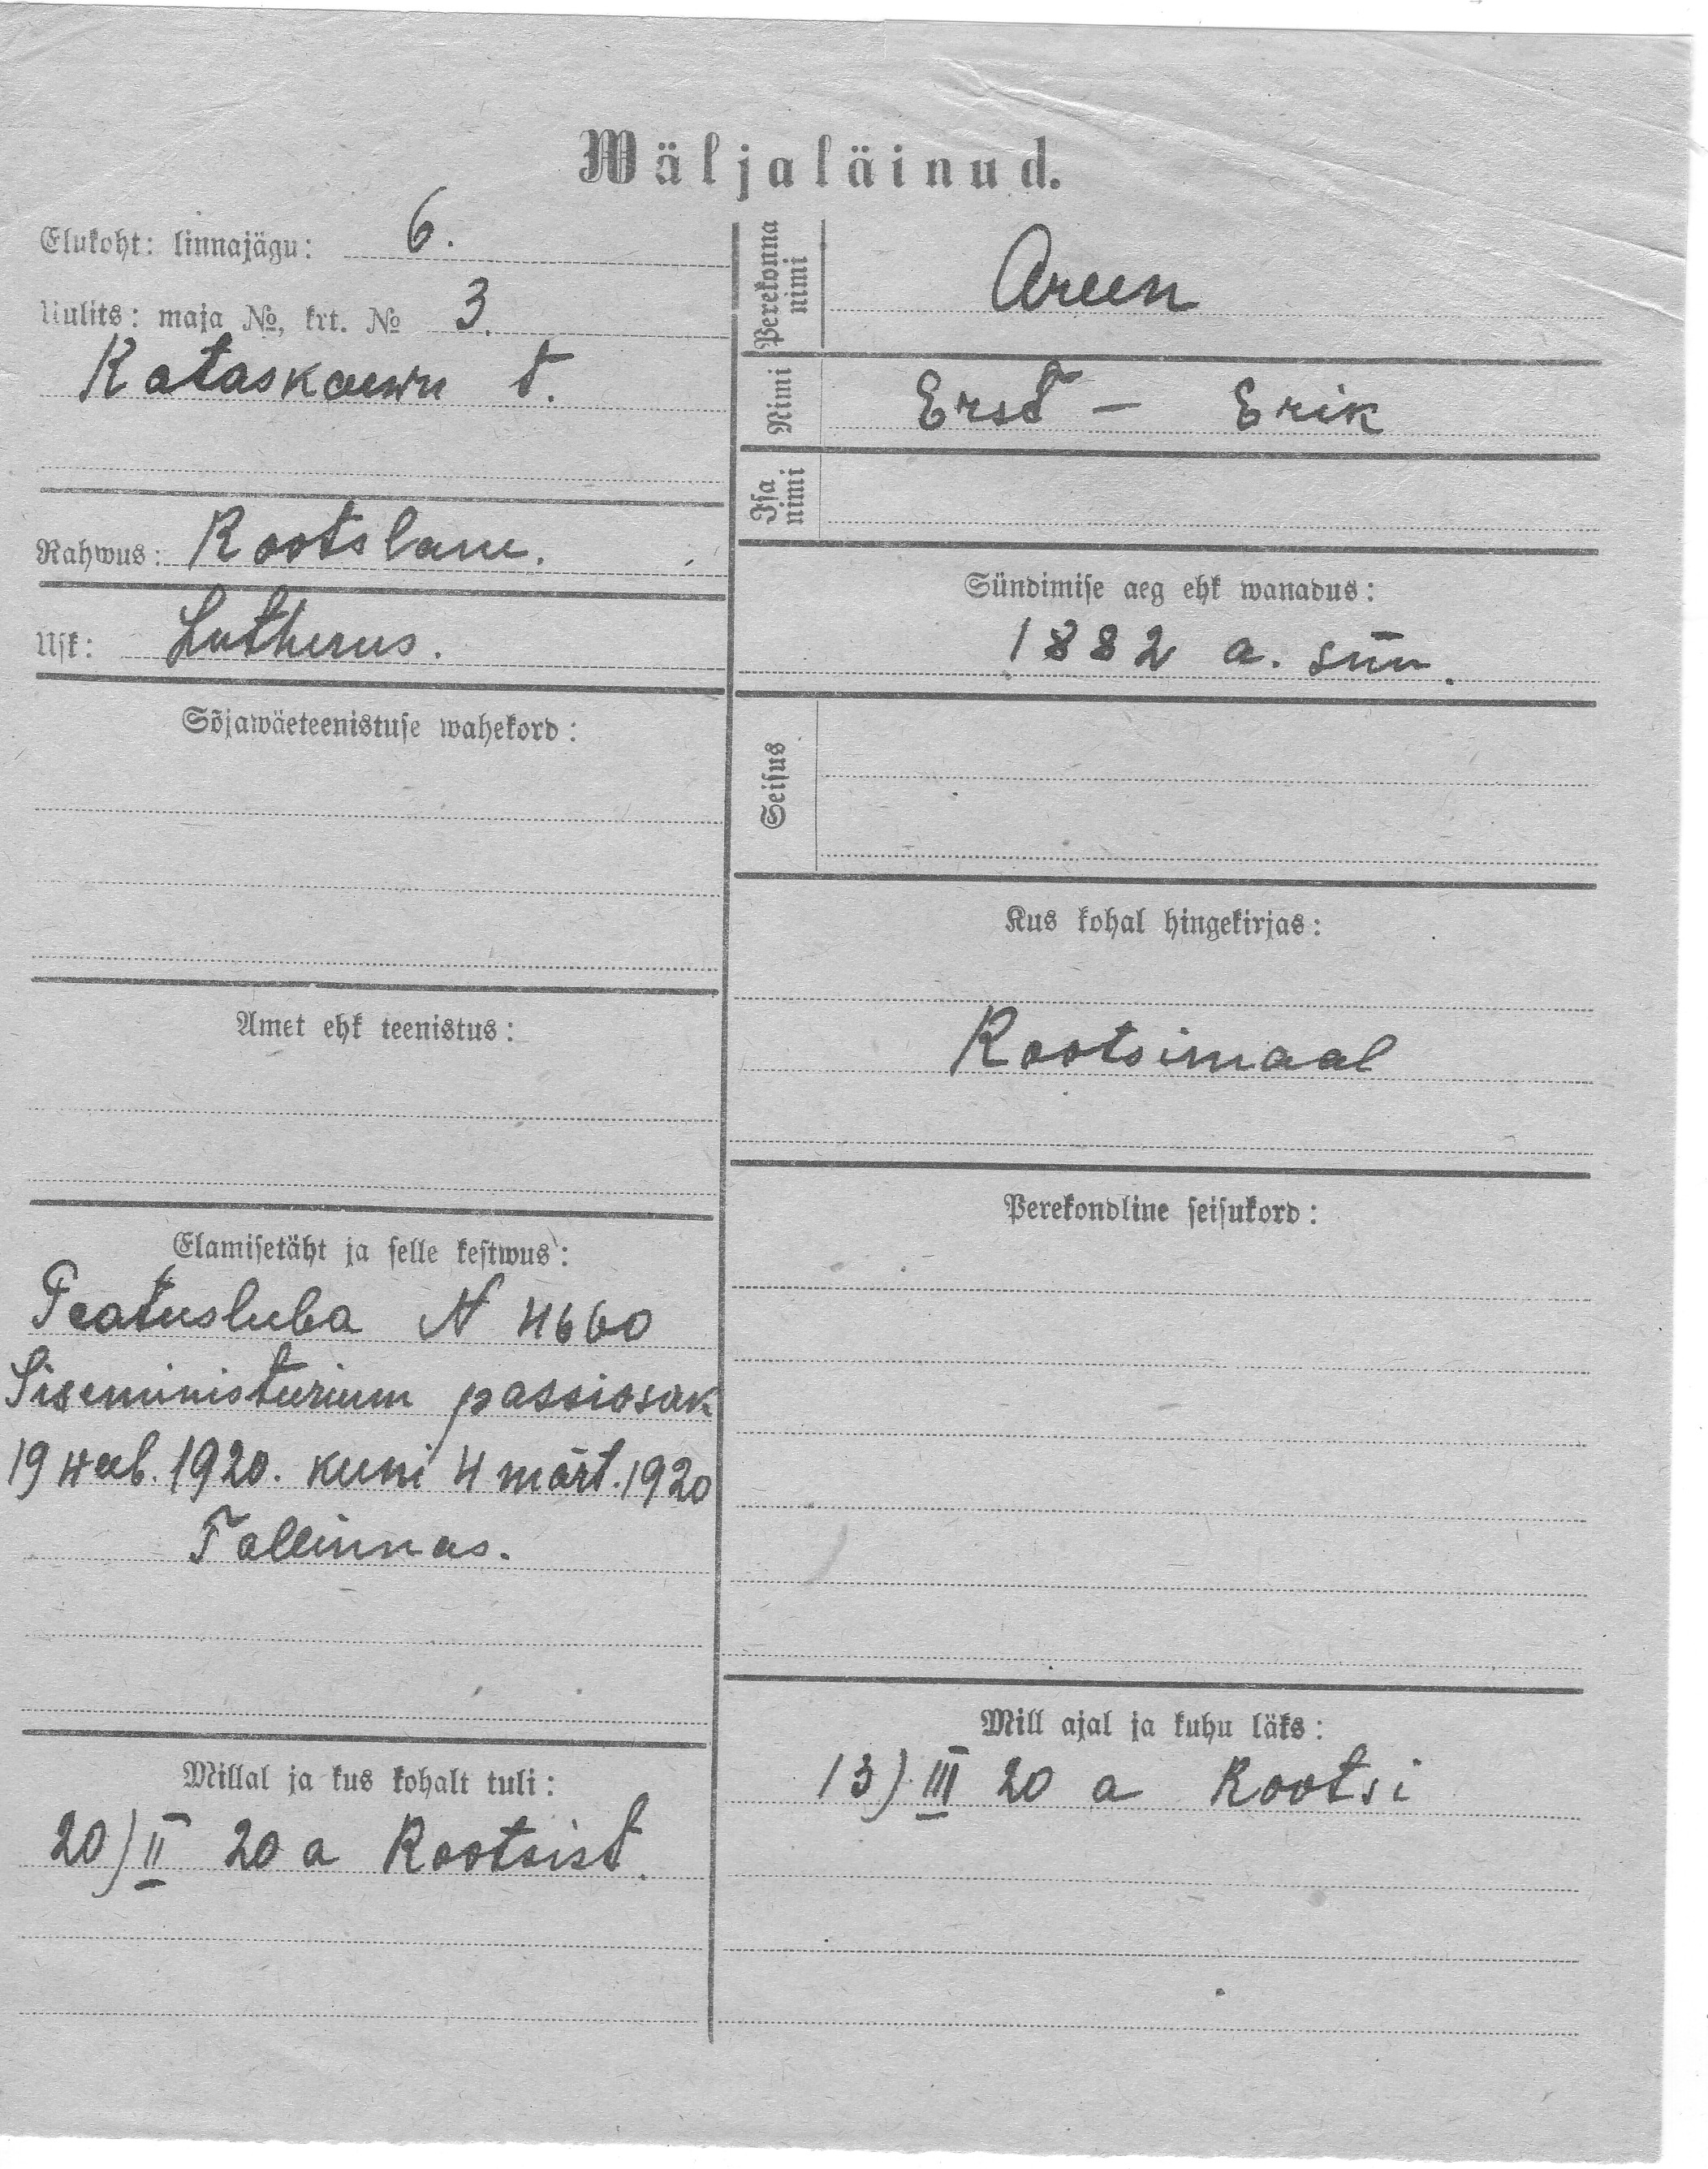 Wäljaläinud.
Elukoht: linnajägu: 6.
Uulits: maja №, krt. № 3.
Rataskaewu t.
Rahwus: Rootslane.
Usk: Lutherus.
Sõjawäeteenistuse wahekord:
Amet ehk teenistus:
Elamisetäht ja selle kestwus:
Peatusluba N 4660
Siseministeerium passiosak
19 weeb. 1920. kuni 4 märt. 1920
Tallinnas.
Millal ja kus kohalt tuli:
20) II 20 a Rootsist.
Perekonna nimi
Areen
Nimi
Erst - Erik
Isa nimi
Sündimise aeg ehk wanadus:
1882 a. sün.
Seisus
Kus kohal hingekirjas:
Rootsimaal
Perekondline seisukord:
Mill ajal ja kuhu läks:
13) III 20 a Rootsi